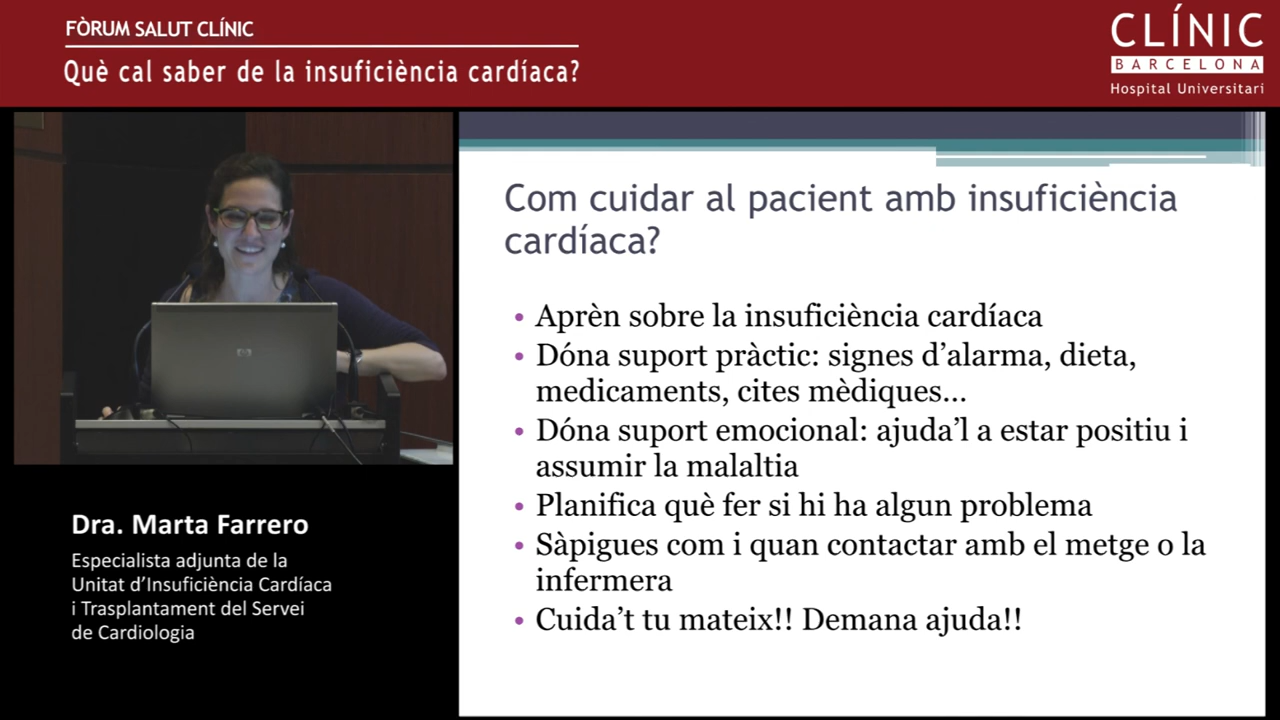 FÒRUM SALUT CLÍNIC
Què cal saber de la insuficiència cardíaca?
CLÍNIC
BARCELONA
Hospital Universitari
Com cuidar al pacient amb insuficiència
cardíaca?
• Aprèn sobre la insuficiència cardíaca
• Dóna suport pràctic: signes d’alarma, dieta,
medicaments, cites mèdiques...
• Dóna suport emocional: ajuda’l a estar positiu i
assumir la malaltia
• Planifica què fer si hi ha algun problema
• Sàpigues com i quan contactar amb el metge o la
infermera
• Cuida’t tu mateix!! Demana ajuda!!
Dra. Marta Farrero
Especialista adjunta de la
Unitat d’Insuficiència Cardíaca
i Trasplantament del Servei
de Cardiologia